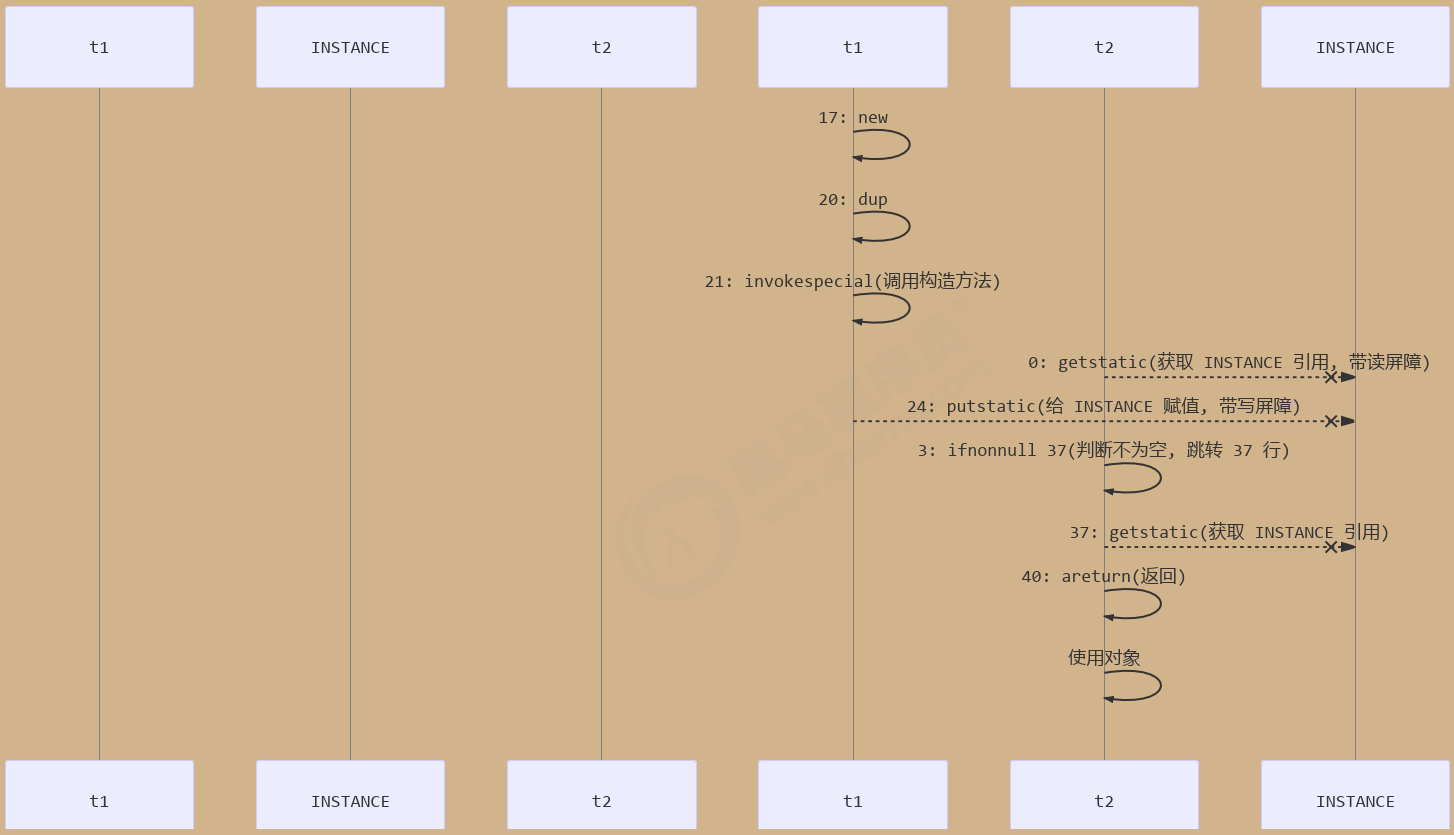 t1
INSTANCE
t2
t1
t2
INSTANCE
17: new
20: dup
21: invokespecial(调用构造方法)
0: getstatic(获取 INSTANCE 引用, 带读屏障)
24: putstatic(给 INSTANCE 赋值, 带写屏障)
3: ifnonnull 37(判断不为空, 跳转 37 行)
37: getstatic(获取 INSTANCE 引用)
40: areturn(返回)
使用对象
t1
INSTANCE
t2
t1
t2
INSTANCE